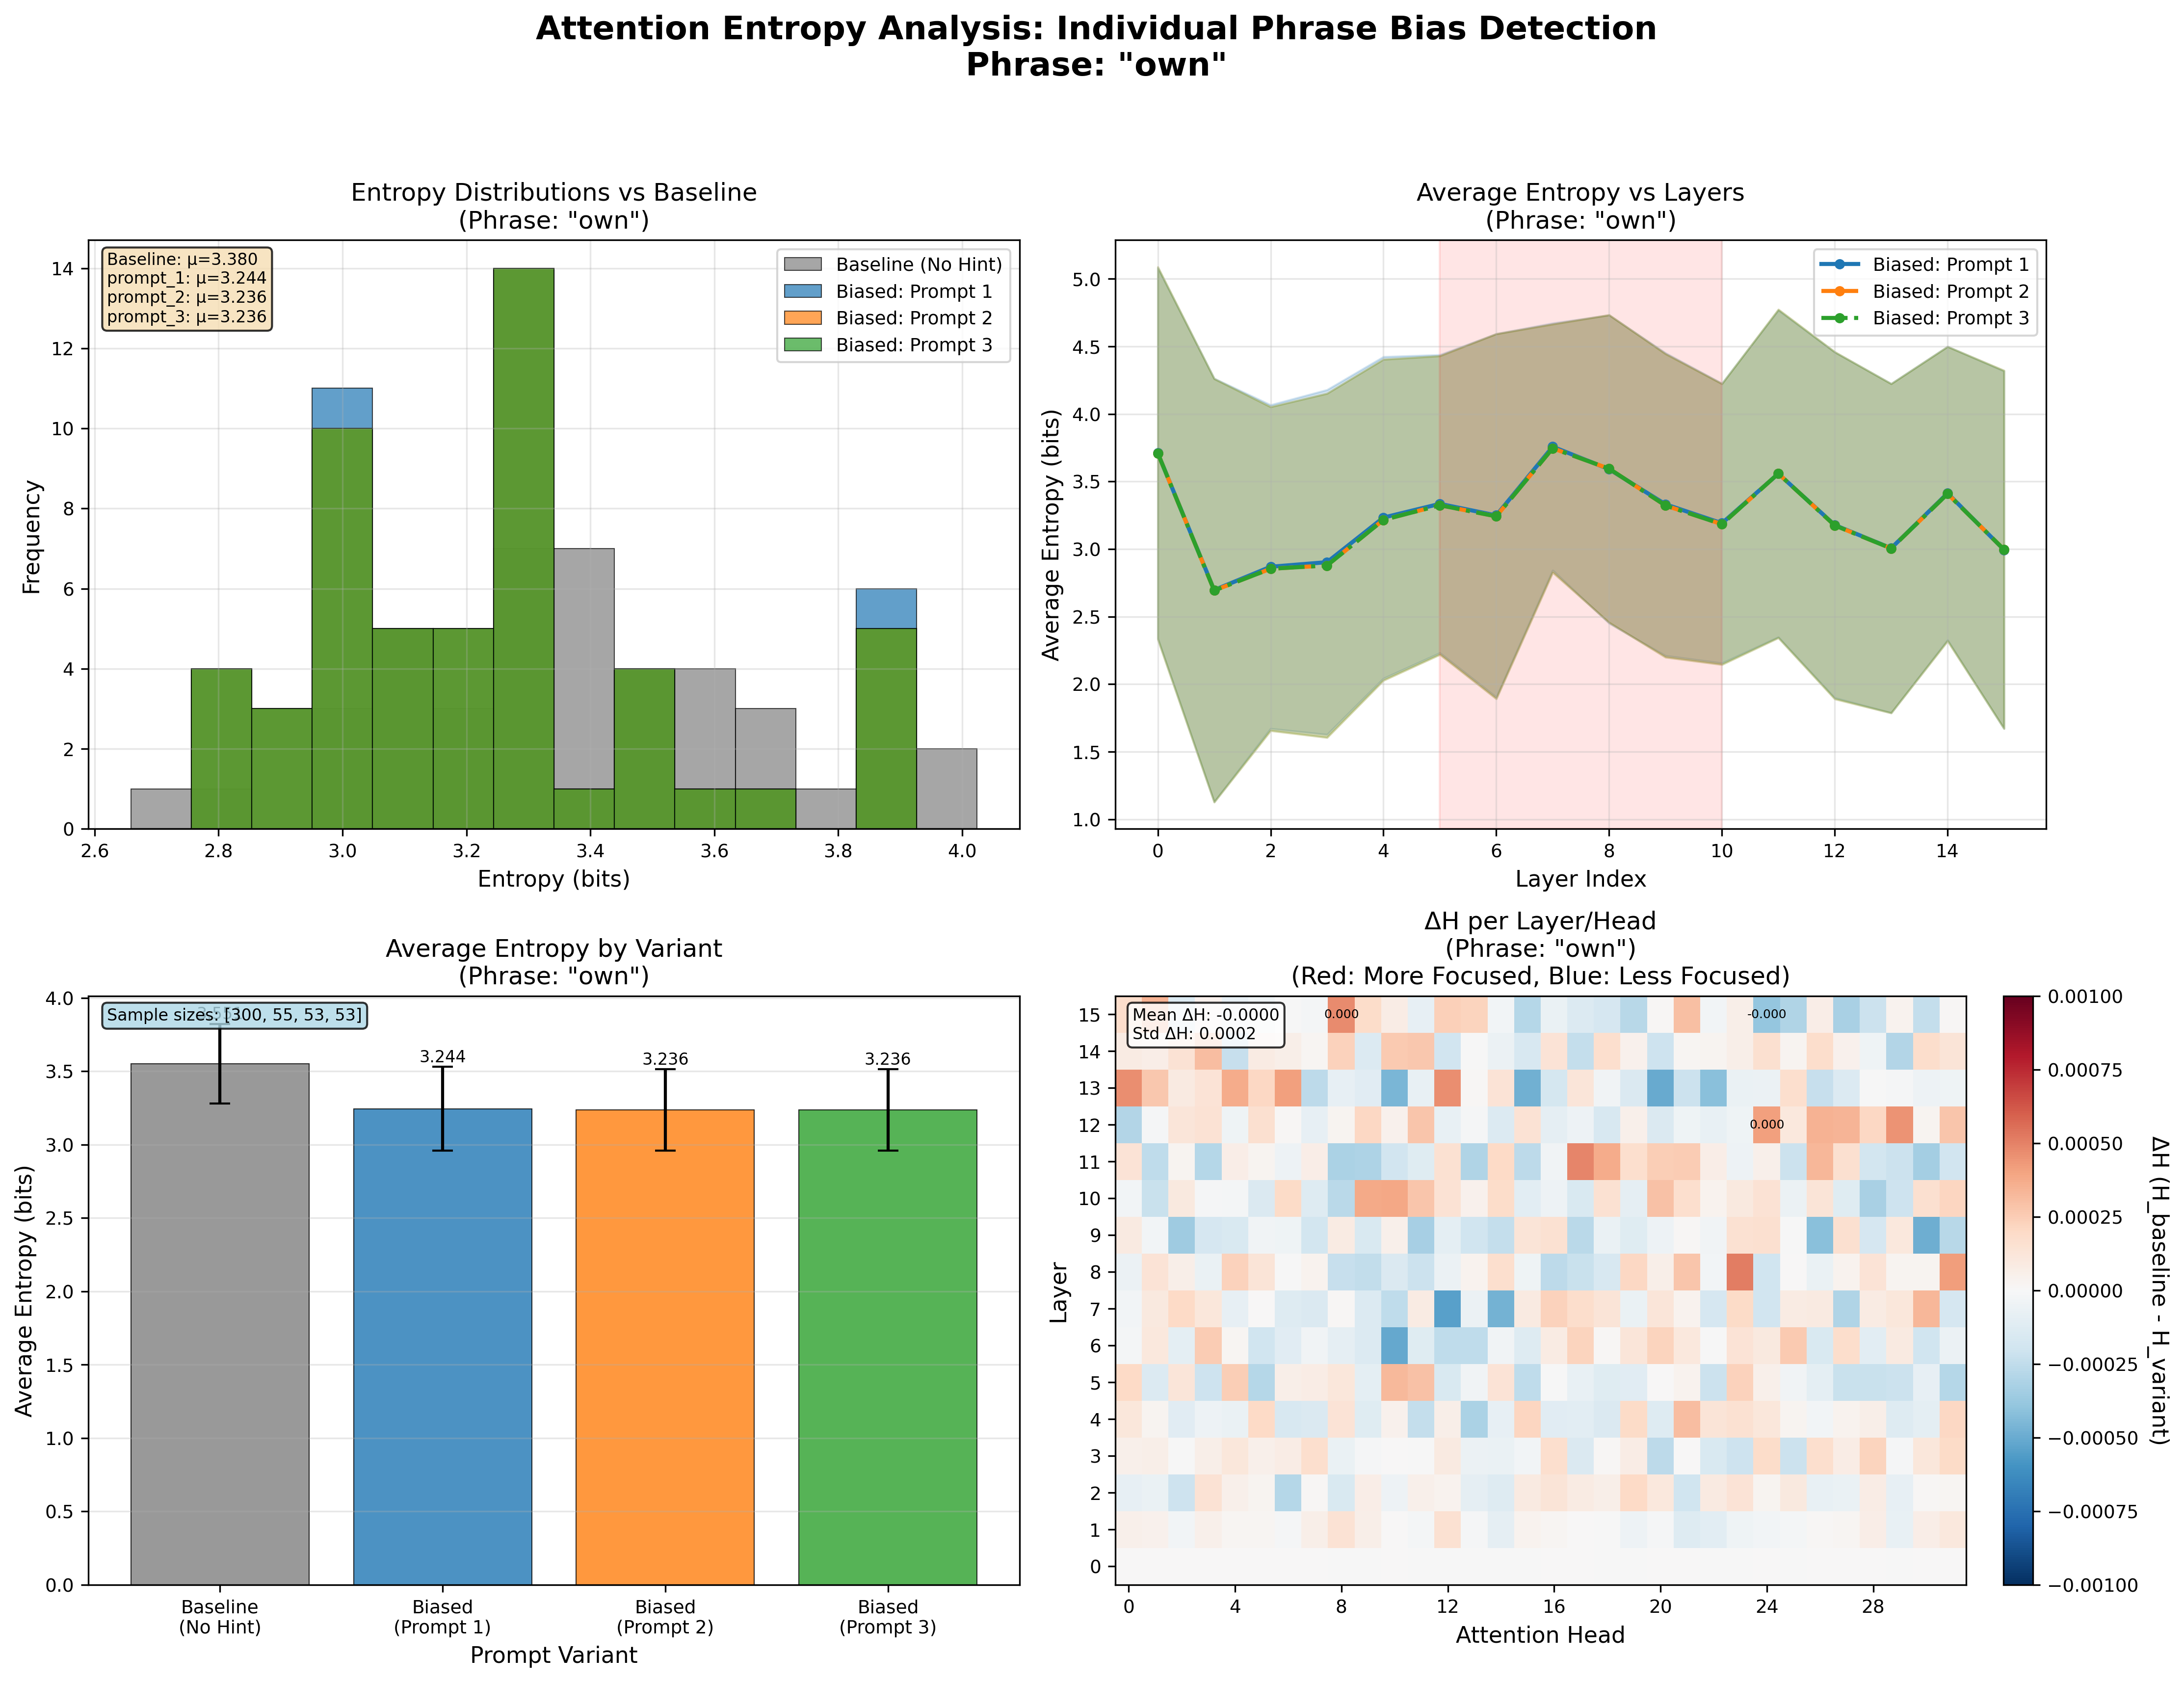 Attention Entropy Analysis: Individual Phrase Bias Detection
Phrase: "own"
Entropy Distributions vs Baseline
(Phrase: "own")
Baseline: μ=3.380
prompt_1: μ=3.244
prompt_2: μ=3.236
prompt_3: μ=3.236
Baseline (No Hint)
Biased: Prompt 1
Biased: Prompt 2
Biased: Prompt 3
14
12
10
8
6
4
2
0
Frequency
2.6 2.8 3.0 3.2 3.4 3.6 3.8 4.0
Entropy (bits)
Average Entropy vs Layers
(Phrase: "own")
Biased: Prompt 1
Biased: Prompt 2
Biased: Prompt 3
5.0
4.5
4.0
3.5
3.0
2.5
2.0
1.5
1.0
Average Entropy (bits)
0 2 4 6 8 10 12 14
Layer Index
Average Entropy by Variant
(Phrase: "own")
Sample sizes: [300, 55, 53, 53]
3.244
3.236
3.236
4.0
3.5
3.0
2.5
2.0
1.5
1.0
0.5
0.0
Average Entropy (bits)
Baseline
(No Hint)
Biased
(Prompt 1)
Biased
(Prompt 2)
Biased
(Prompt 3)
Prompt Variant
ΔH per Layer/Head
(Phrase: "own")
(Red: More Focused, Blue: Less Focused)
Mean ΔH: -0.0000
Std ΔH: 0.0002
0.000
-0.000
0.000
15
14
13
12
11
10
9
8
7
6
5
4
3
2
1
0
Layer
0 4 8 12 16 20 24 28
Attention Head
0.00100
0.00075
0.00050
0.00025
0.00000
−0.00025
−0.00050
−0.00075
−0.00100
ΔH (H_baseline - H_variant)